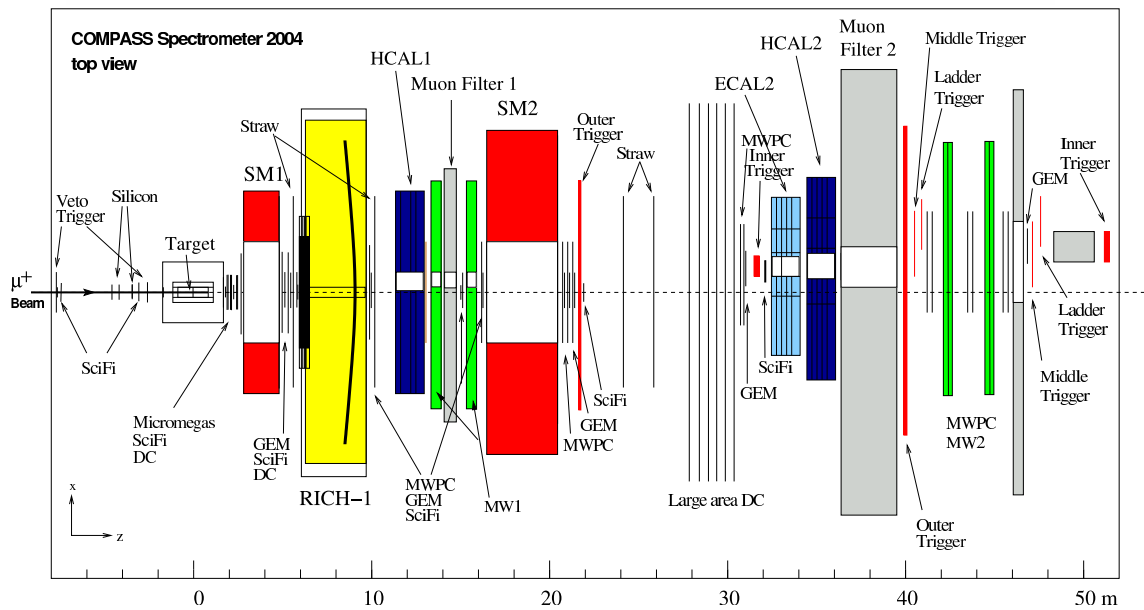 COMPASS Spectrometer 2004
top view
Muon
Filter 2
HCAL2
HCAL1
Muon Filter 1
SM2
ECAL2
Middle Trigger
Ladder
Trigger
Outer
Trigger
Straw
Straw
MWPC
Inner
Trigger
Inner
Trigger
GEM
SM1
Veto
Trigger
Silicon
Target
μ+
Beam
SciFi
Micromegas
SciFi
DC
GEM
SciFi
DC
RICH-1
MWPC
GEM
SciFi
MW1
SciFi
GEM
MWPC
Large area DC
SciFi
GEM
MWPC
MW2
Ladder
Trigger
Middle
Trigger
Outer
Trigger
x
z
0 10 20 30 40 50 m